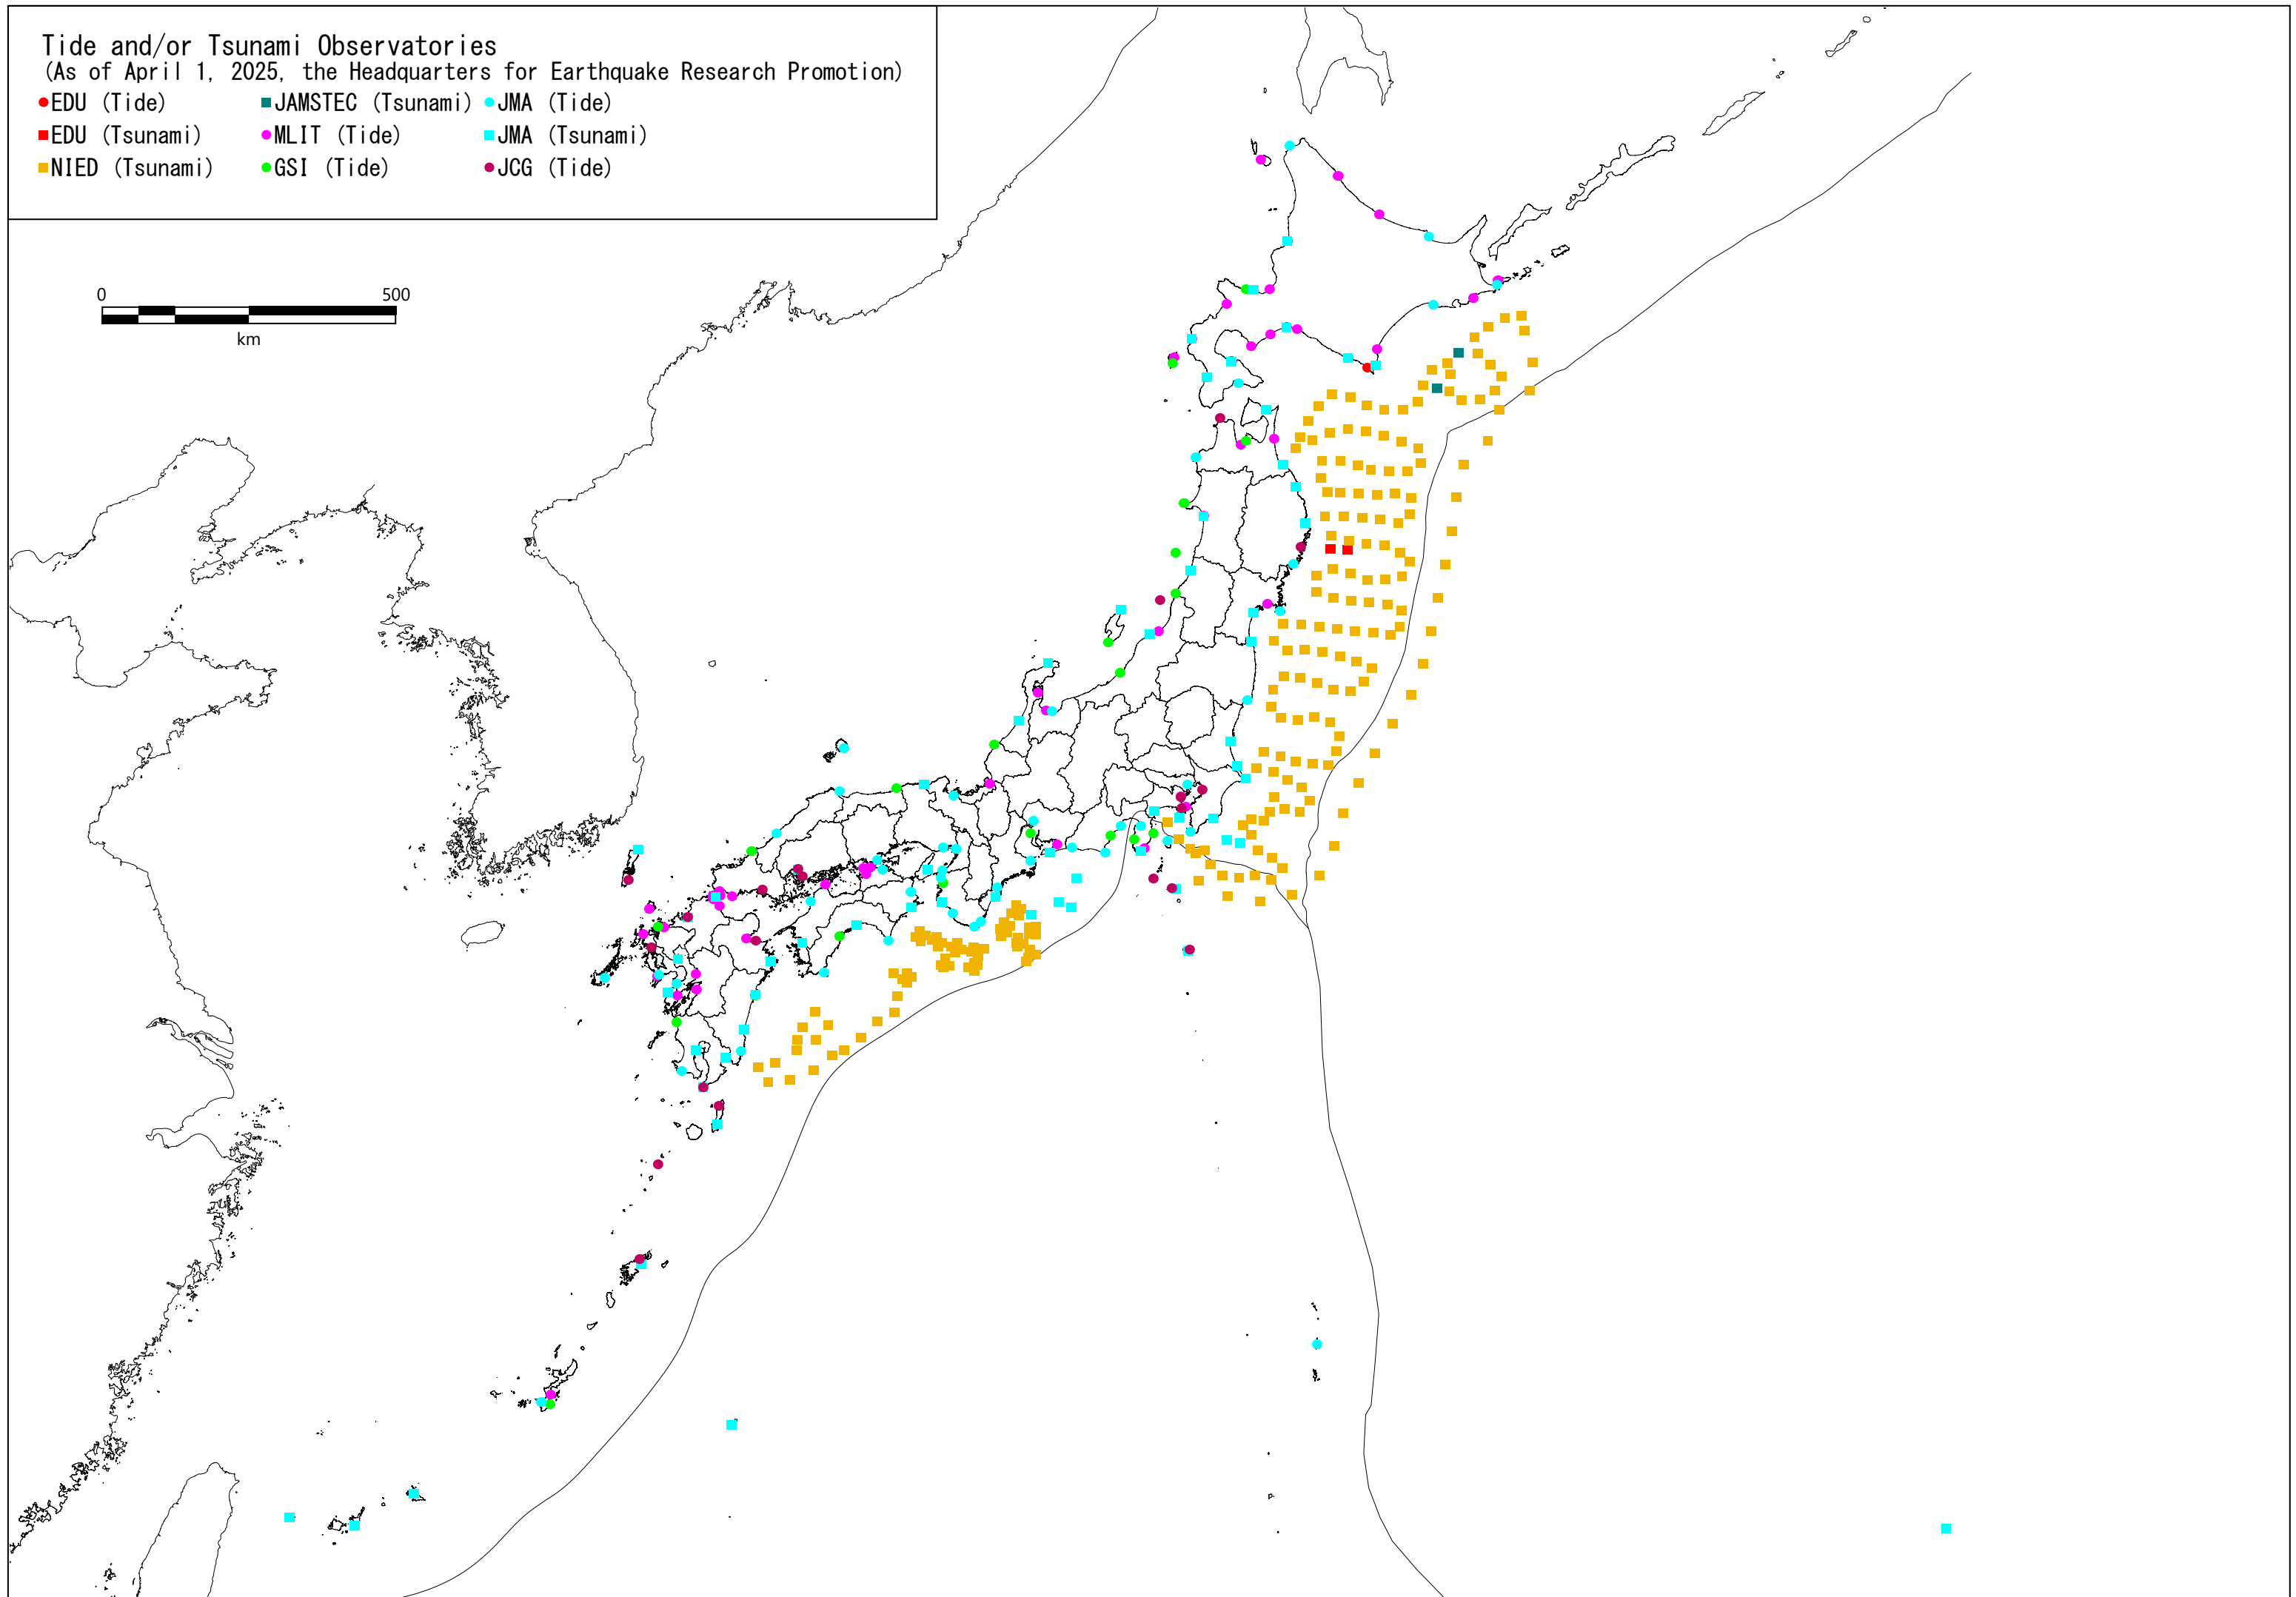 Tide and/or Tsunami Observatories
(As of April 1, 2025, the Headquarters for Earthquake Research Promotion)
EDU (Tide) JAMSTEC (Tsunami) JMA (Tide)
EDU (Tsunami) MLIT (Tide) JMA (Tsunami)
NIED (Tsunami) GSI (Tide) JCG (Tide)
0 500
km